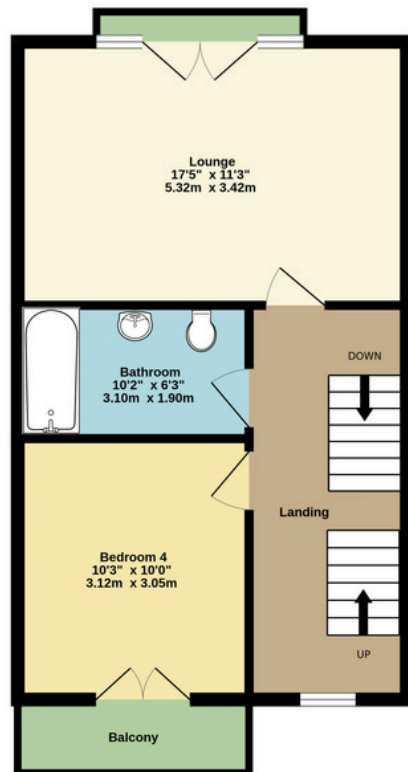 Lounge
17'5" x 11'3"
5.32m x 3.42m
DOWN
Bathroom
10'2" x 6'3"
3.10m x 1.90m
Landing
Bedroom 4
10'3" x 10'0"
3.12m x 3.05m
UP
Balcony